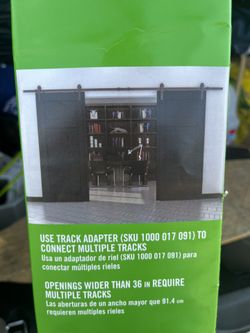 USE TRACK ADAPTER (SKU 1000 017 091) TO
CONNECT MULTIPLE TRACKS
Usa un adaptador de riel (SKU 1000 017 091) para
conectar múltiples rieles
OPENINGS WIDER THAN 36 IN REQUIRE
MULTIPLE TRACKS
Las aberturas de un ancho mayor que 91.4 cm
requieren múltiples rieles